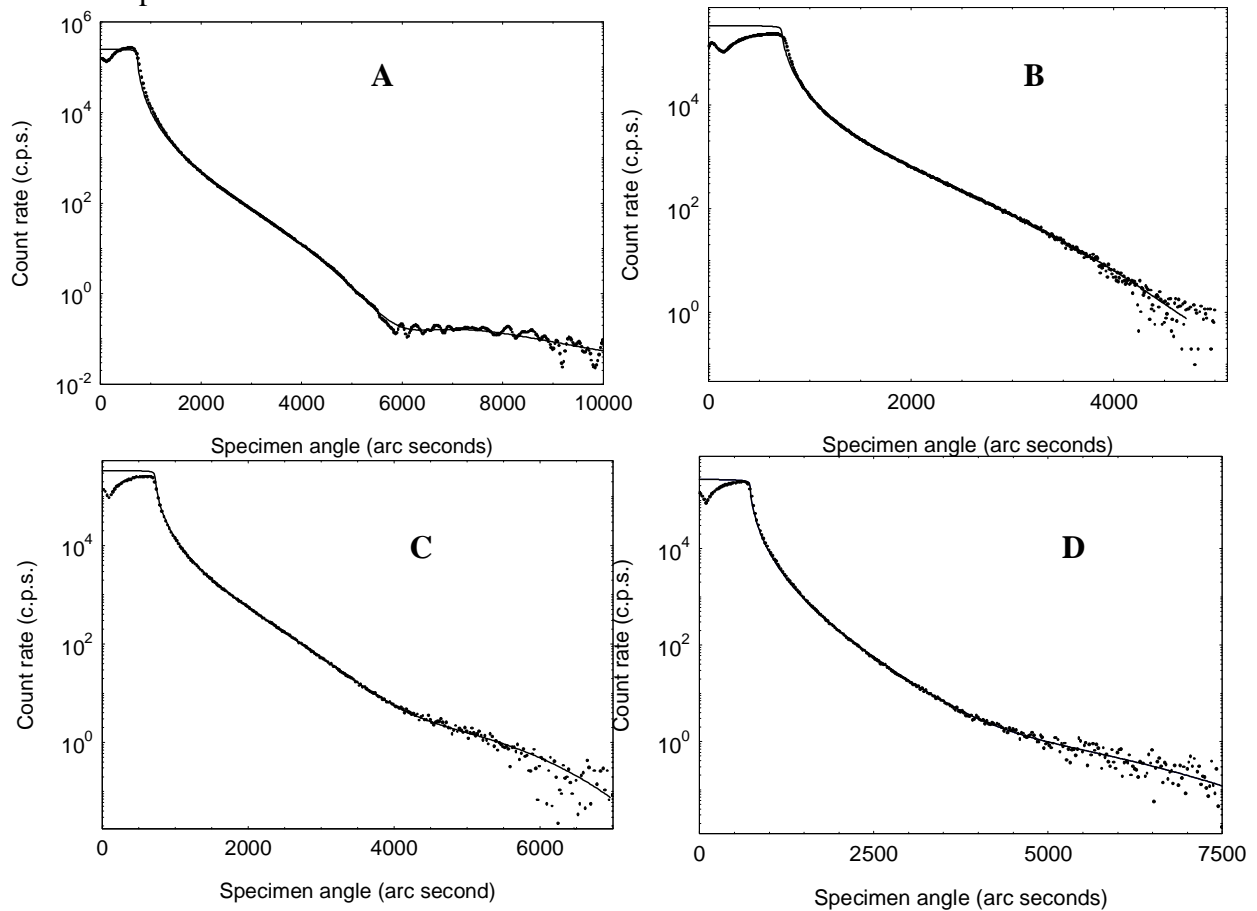 A
Count rate (c.p.s.)
10^6
10^4
10^2
10^0
10^-2
0 2000 4000 6000 8000 10000
Specimen angle (arc seconds)
B
Count rate (c.p.s.)
10^4
10^2
10^0
0 2000 4000
Specimen angle (arc seconds)
C
Count rate (c.p.s.)
10^4
10^2
10^0
0 2000 4000 6000
Specimen angle (arc second)
D
Count rate (c.p.s.)
10^4
10^2
10^0
0 2500 5000 7500
Specimen angle (arc seconds)